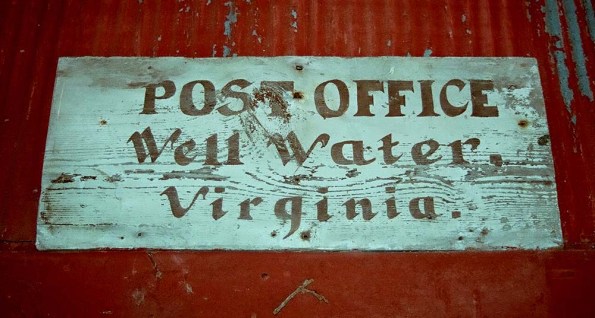 POST OFFICE
Well Water,
Virginia.